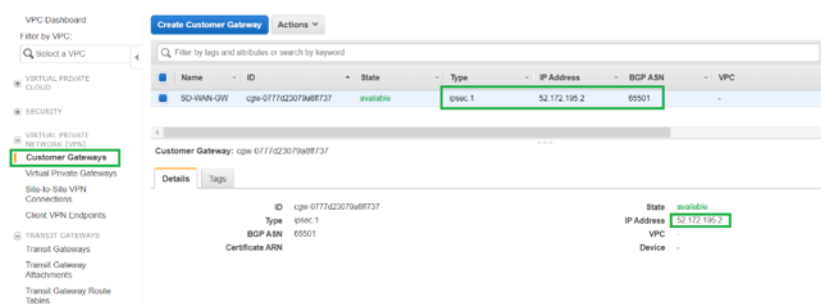 VPC Dashboard
Filter by VPC:
Select a VPC
VIRTUAL PRIVATE
CLOUD
SECURITY
VIRTUAL PRIVATE
NETWORK (VPN)
Customer Gateways
Virtual Private Gateways
Site-to-Site VPN
Connections
Client VPN Endpoints
TRANSIT GATEWAYS
Transit Gateways
Transit Gateway
Attachments
Transit Gateway Route
Tables
Create Customer Gateway Actions
Filter by tags and attributes or search by keyword
Name ID State Type IP Address BGP ASN VPC
SD-WAN-GW cgw-0777d23079a8ff737 available ipsec.1 52.172.195.2 65501 -
Customer Gateway: cgw-0777d23079a8ff737
Details Tags
ID cgw-0777d23079a8ff737 State available
Type ipsec.1 IP Address 52.172.195.2
BGP ASN 65501 VPC -
Certificate ARN Device -